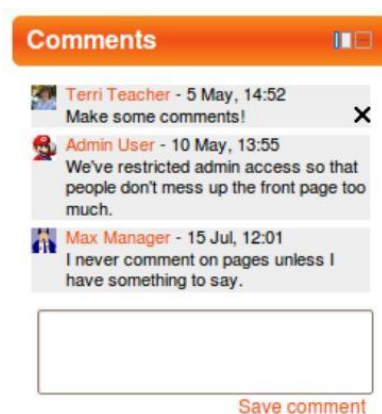 Comments
Terri Teacher - 5 May, 14:52
Make some comments!
Admin User - 10 May, 13:55
We've restricted admin access so that
people don't mess up the front page too
much.
Max Manager - 15 Jul, 12:01
I never comment on pages unless I
have something to say.
Save comment